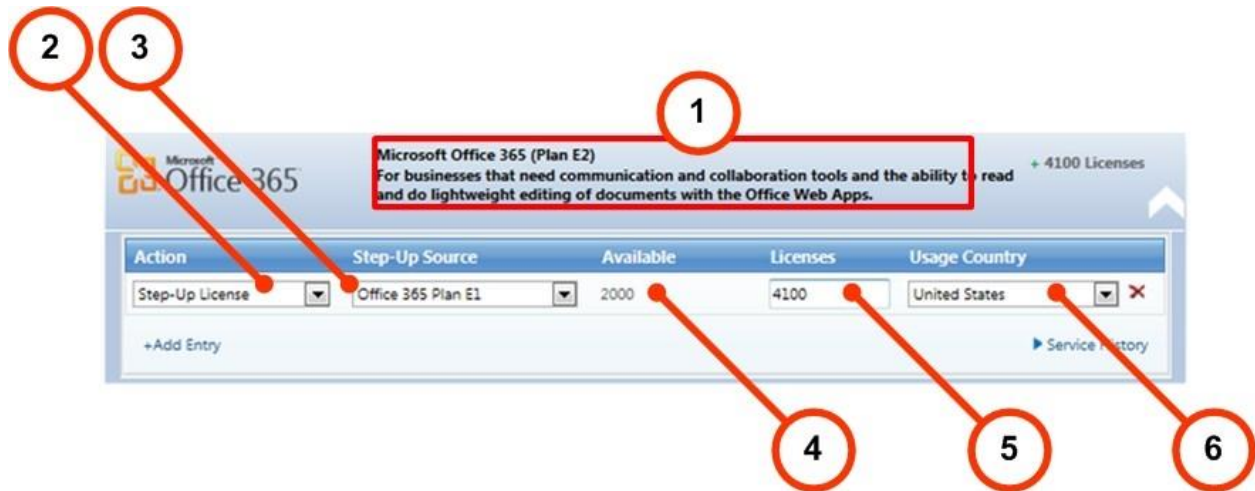 2
3
1
Microsoft
Office 365
Microsoft Office 365 (Plan E2)
For businesses that need communication and collaboration tools and the ability to read
and do lightweight editing of documents with the Office Web Apps.
+ 4100 Licenses
Action Step-Up Source Available Licenses Usage Country
Step-Up License Office 365 Plan E1 2000 4100 United States
+Add Entry Service History
4
5
6